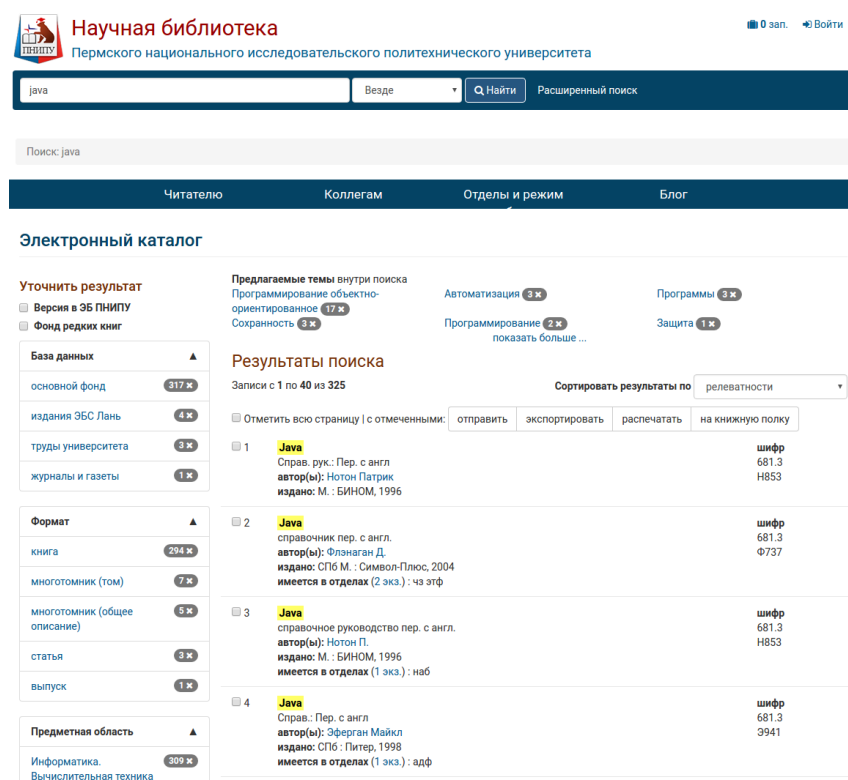 ПНИПУ
Научная библиотека
Пермского национального исследовательского политехнического университета
0 зап. Войти
java Везде Найти Расширенный поиск
Поиск: java
Читателю Коллегам Отделы и режим Блог
Электронный каталог
Уточнить результат
Версия в ЭБ ПНИПУ
Фонд редких книг
База данных ▲
основной фонд 317 ×
издания ЭБС Лань 4 ×
труды университета 3 ×
журналы и газеты 1 ×
Формат ▲
книга 294 ×
многотомник (том) 7 ×
многотомник (общее 5 ×
описание)
статья 3 ×
выпуск 1 ×
Предметная область ▲
Информатика. 309 ×
Вычислительная техника
Предлагаемые темы внутри поиска
Программирование объектно- Автоматизация 3 × Программы 3 ×
ориентированное 17 ×
Сохранность 3 × Программирование 2 × Защита 1 ×
показать больше ...
Результаты поиска
Записи с 1 по 40 из 325 Сортировать результаты по релеватности
Отметить всю страницу | с отмеченными: отправить экспортировать распечатать на книжную полку
1 Java шифр
Справ. рук.: Пер. с англ 681.3
автор(ы): Нотон Патрик Н853
издано: М. : БИНОМ, 1996
2 Java шифр
справочник пер. с англ. 681.3
автор(ы): Флэнаган Д. Ф737
издано: СПб М. : Символ-Плюс, 2004
имеется в отделах (2 экз.) : чз этф
3 Java шифр
справочное руководство пер. с англ. 681.3
автор(ы): Нотон П. Н853
издано: М. : БИНОМ, 1996
имеется в отделах (1 экз.) : наб
4 Java шифр
Справ.: Пер. с англ 681.3
автор(ы): Эферган Майкл Э941
издано: СПб : Питер, 1998
имеется в отделах (1 экз.) : адф